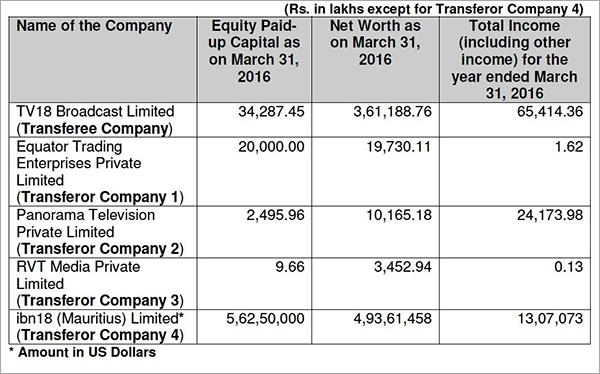 (Rs. in lakhs except for Transferor Company 4)
Name of the Company
Equity Paid-
up Capital as
on March 31,
2016
Net Worth as
on March 31,
2016
Total Income
(including other
income) for the
year ended March
31, 2016
TV18 Broadcast Limited 34,287.45 3,61,188.76 65,414.36
(Transferee Company)
Equator Trading 20,000.00 19,730.11 1.62
Enterprises Private
Limited
(Transferor Company 1)
Panorama Television 2,495.96 10,165.18 24,173.98
Private Limited
(Transferor Company 2)
RVT Media Private 9.66 3,452.94 0.13
Limited
(Transferor Company 3)
ibn18 (Mauritius) Limited* 5,62,50,000 4,93,61,458 13,07,073
(Transferor Company 4)
* Amount in US Dollars